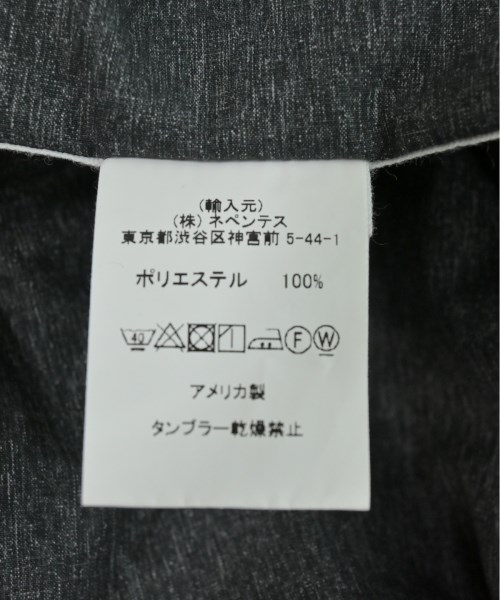 (輸入元)
(株) ネペンテス
東京都渋谷区神宮前 5-44-1
ポリエステル 100%
40 F W
アメリカ製
タンブラー乾燥禁止